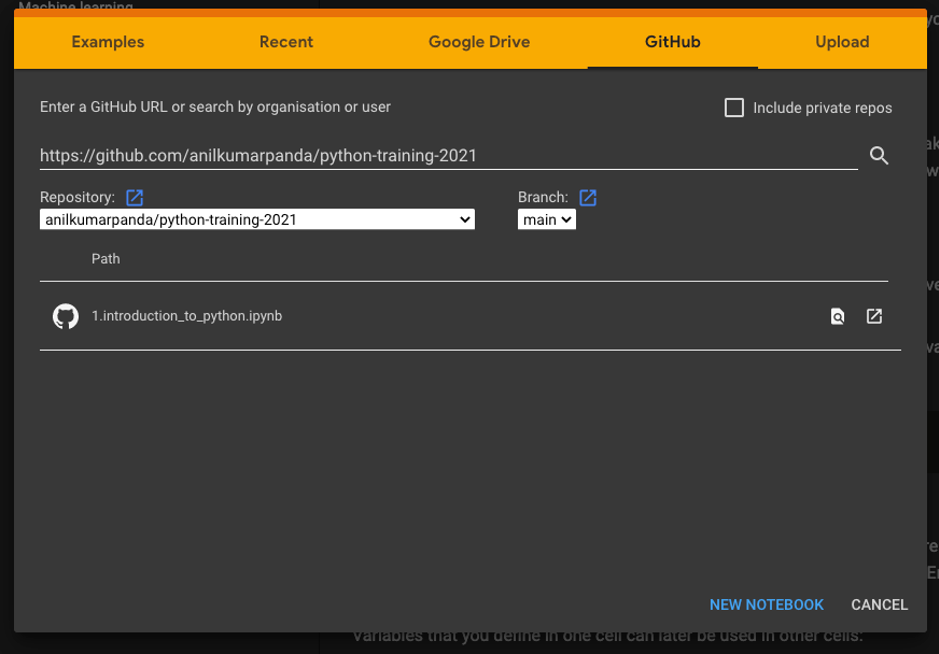 Machine learning
Examples Recent Google Drive GitHub Upload
Enter a GitHub URL or search by organisation or user
Include private repos
https://github.com/anilkumarpanda/python-training-2021
Repository: Branch:
anilkumarpanda/python-training-2021 main
Path
1.introduction_to_python.ipynb
NEW NOTEBOOK CANCEL
Variables that you define in one cell can later be used in other cells: